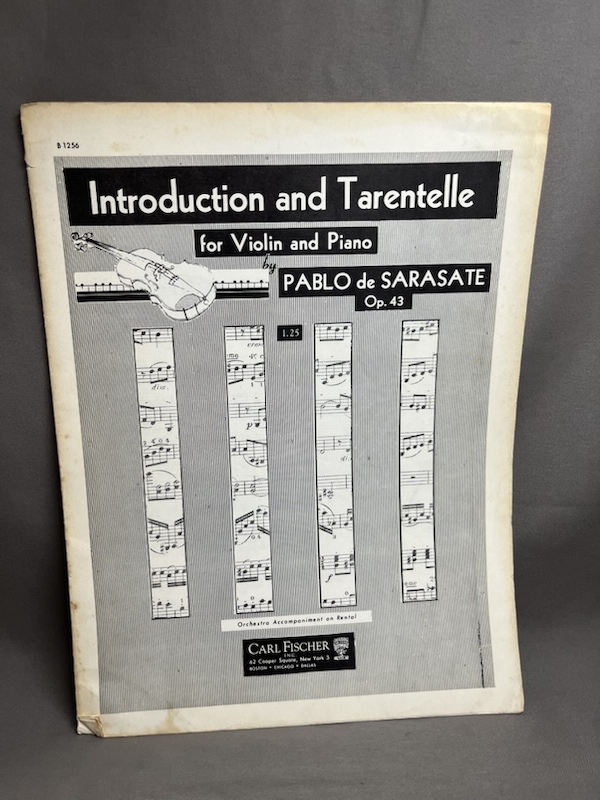 B 1256
Introduction and Tarentelle
for Violin and Piano
by
PABLO de SARASATE
Op. 43
1.25
Orchestra Accompaniment on Rental
CARL FISCHER
INC.
62 Cooper Square, New York 3
BOSTON • CHICAGO • DALLAS